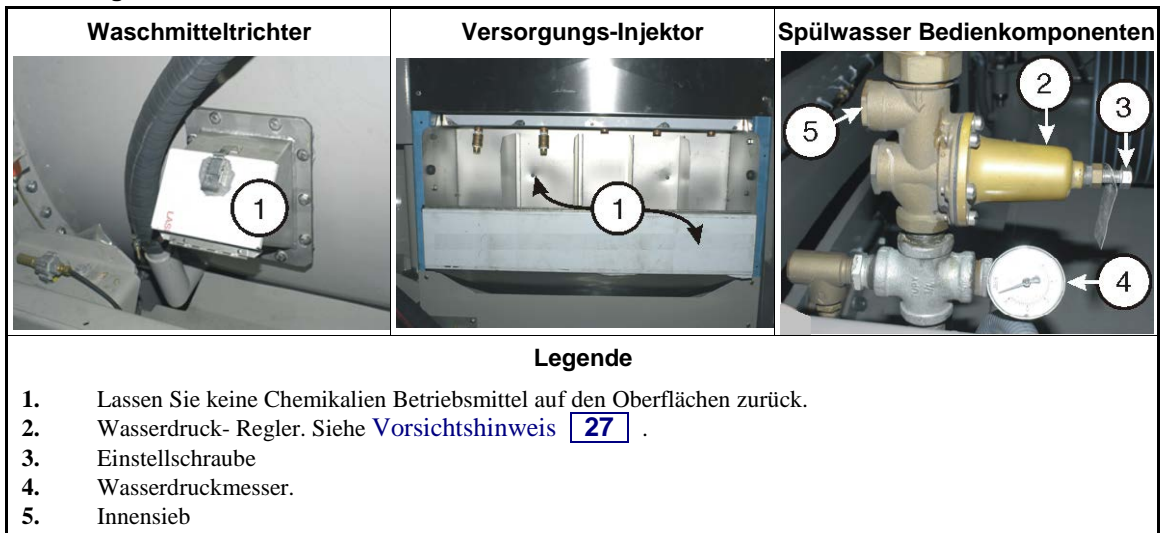 Waschmitteltrichter
Versorgungs-Injektor
Spülwasser Bedienkomponenten
1
1
2
3
5
4
Legende
1. Lassen Sie keine Chemikalien Betriebsmittel auf den Oberflächen zurück.
2. Wasserdruck- Regler. Siehe Vorsichtshinweis 27 .
3. Einstellschraube
4. Wasserdruckmesser.
5. Innensieb